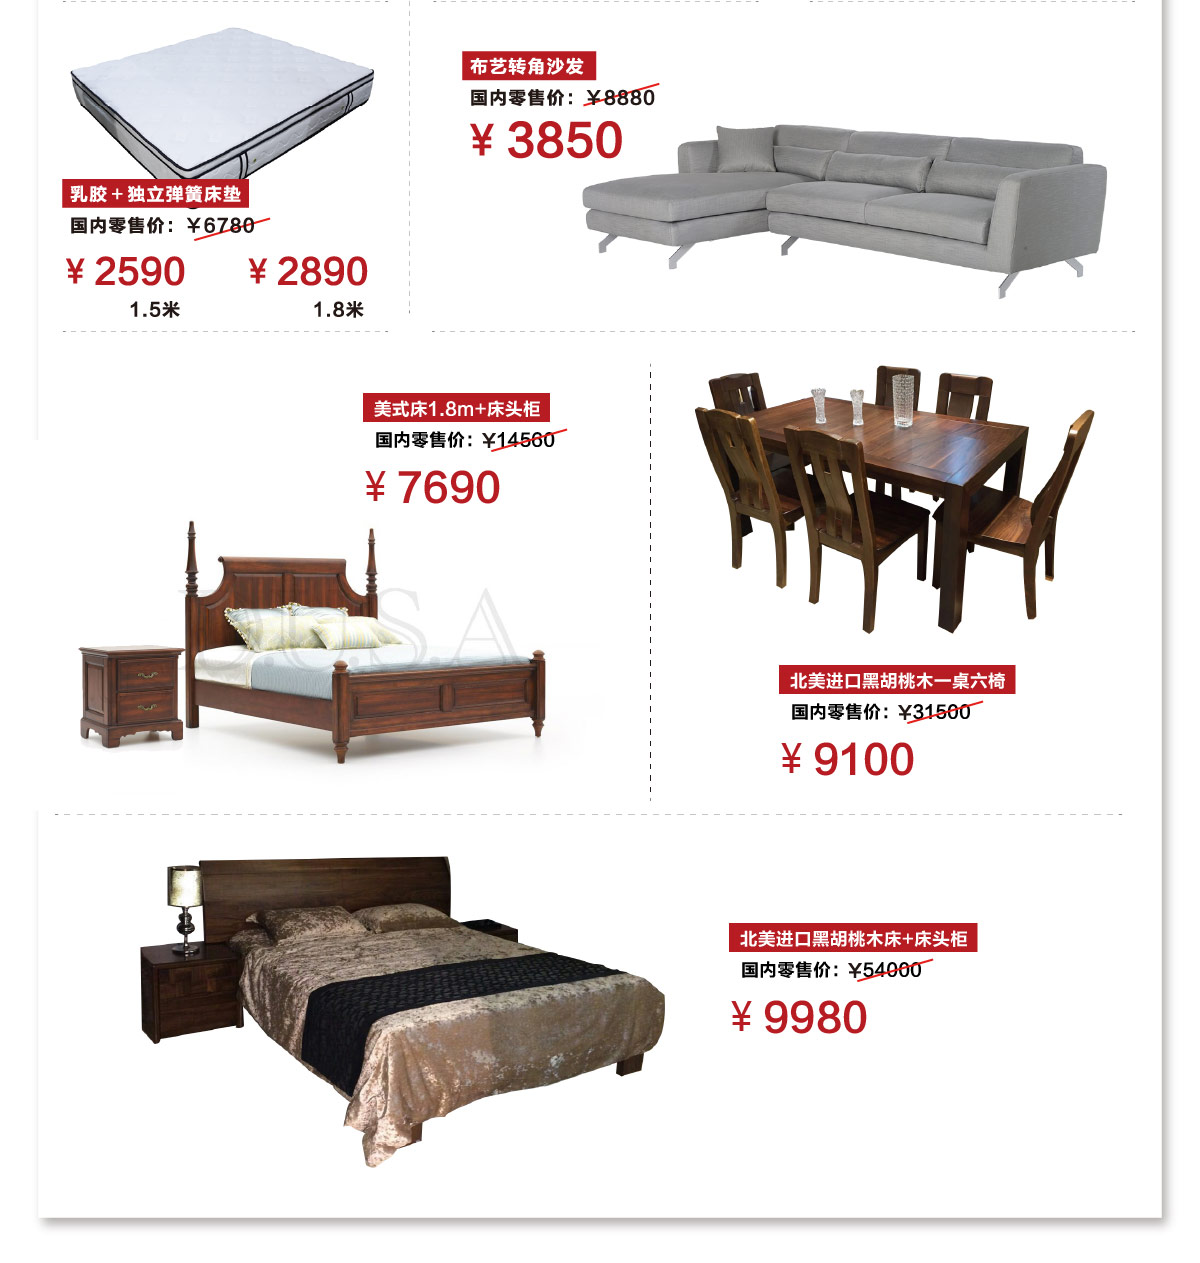 乳胶＋独立弹簧床垫
国内零售价：￥6780
￥2590 ￥2890
1.5米 1.8米
布艺转角沙发
国内零售价：￥8880
￥3850
美式床1.8m+床头柜
国内零售价：￥14560
￥7690
D.U.S.A
北美进口黑胡桃木一桌六椅
国内零售价：￥31500
￥9100
北美进口黑胡桃木床+床头柜
国内零售价：￥54000
￥9980